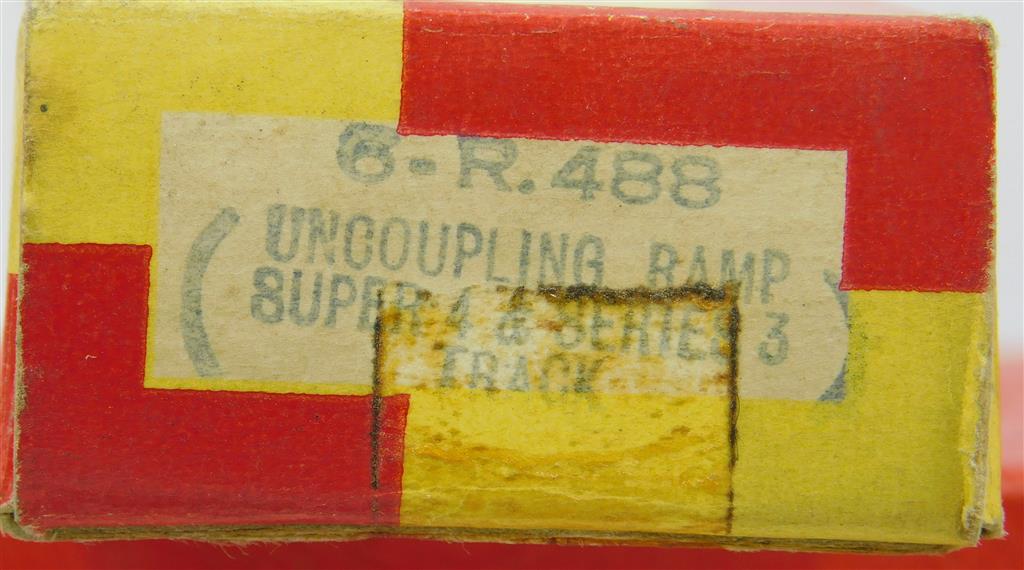 6-R.488
(UNCOUPLING RAMP
SUPER 4 & SERIES 3
TRACK)